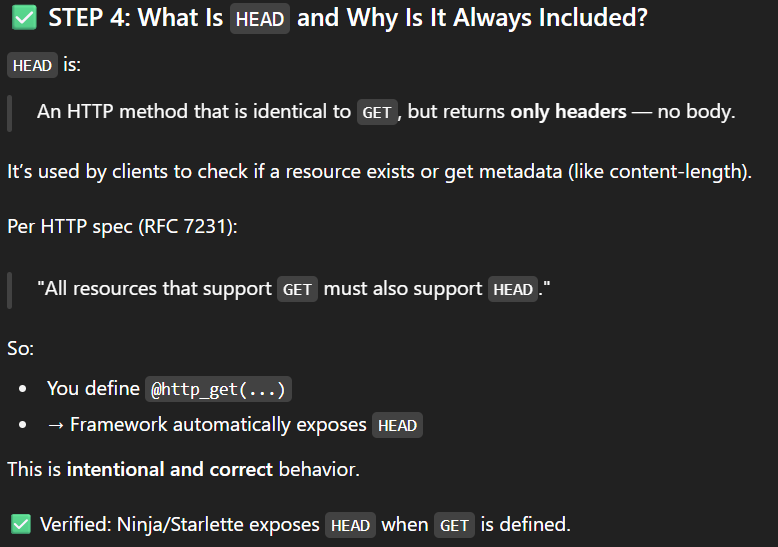 ✅ STEP 4: What Is HEAD and Why Is It Always Included?
HEAD is:
An HTTP method that is identical to GET, but returns only headers — no body.
It’s used by clients to check if a resource exists or get metadata (like content-length).
Per HTTP spec (RFC 7231):
"All resources that support GET must also support HEAD."
So:
• You define @http_get(...)
• → Framework automatically exposes HEAD
This is intentional and correct behavior.
✅ Verified: Ninja/Starlette exposes HEAD when GET is defined.